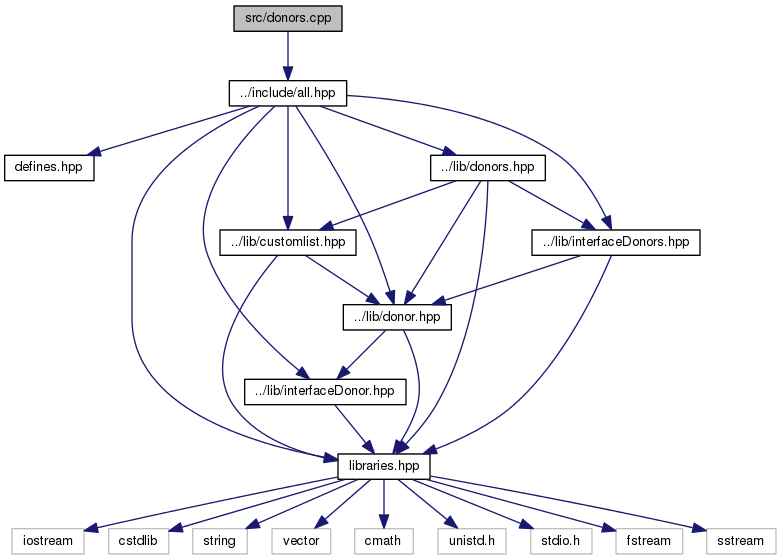 src/donors.cpp
../include/all.hpp
defines.hpp
../lib/donors.hpp
../lib/customlist.hpp
../lib/interfaceDonors.hpp
../lib/donor.hpp
../lib/interfaceDonor.hpp
libraries.hpp
iostream
cstdlib
string
vector
cmath
unistd.h
stdio.h
fstream
sstream